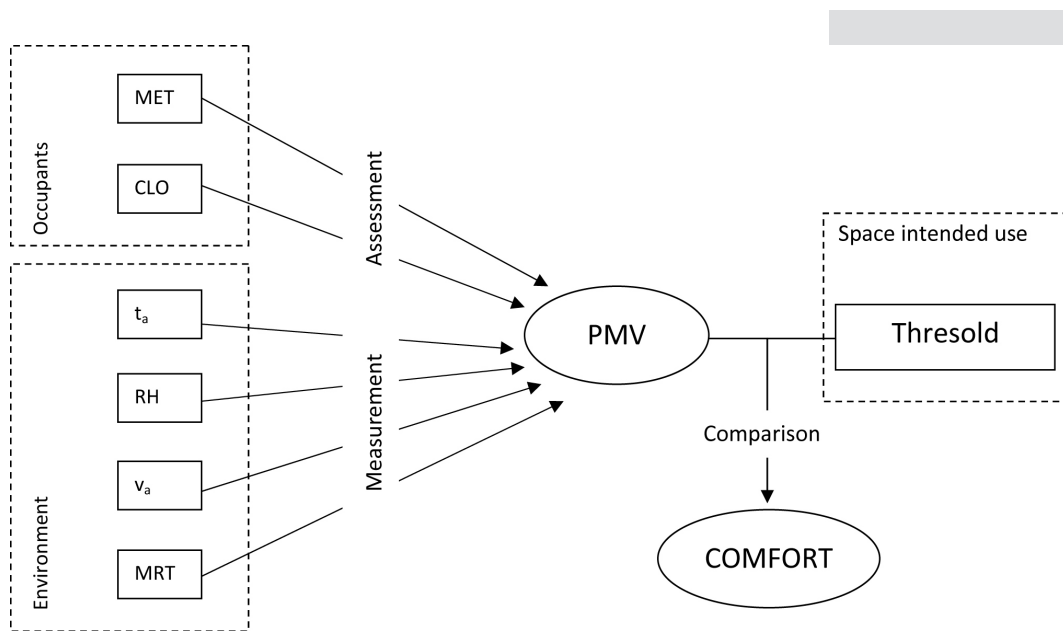 Occupants
MET
CLO
Environment
ta
RH
va
MRT
Assessment
Measurement
PMV
Space intended use
Thresold
Comparison
COMFORT